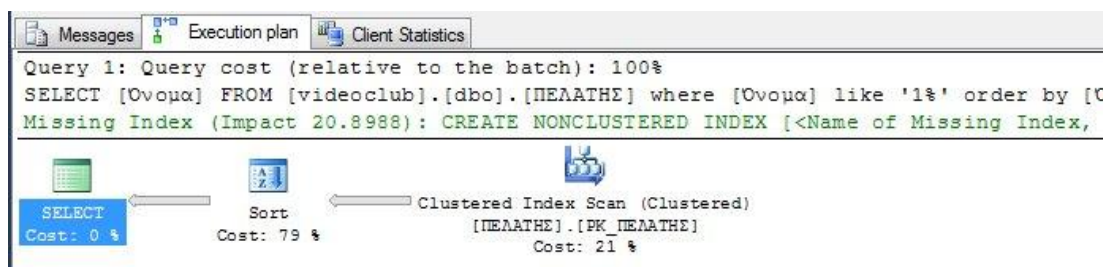 Messages Execution plan Client Statistics
Query 1: Query cost (relative to the batch): 100%
SELECT [Όνομα] FROM [videoclub].[dbo].[ΠΕΛΑΤΗΣ] where [Όνομα] like '1%' order by [Ό
Missing Index (Impact 20.8988): CREATE NONCLUSTERED INDEX [<Name of Missing Index,
SELECT
Cost: 0 %
Sort
Cost: 79 %
Clustered Index Scan (Clustered)
[ΠΕΛΑΤΗΣ].[PK_ΠΕΛΑΤΗΣ]
Cost: 21 %